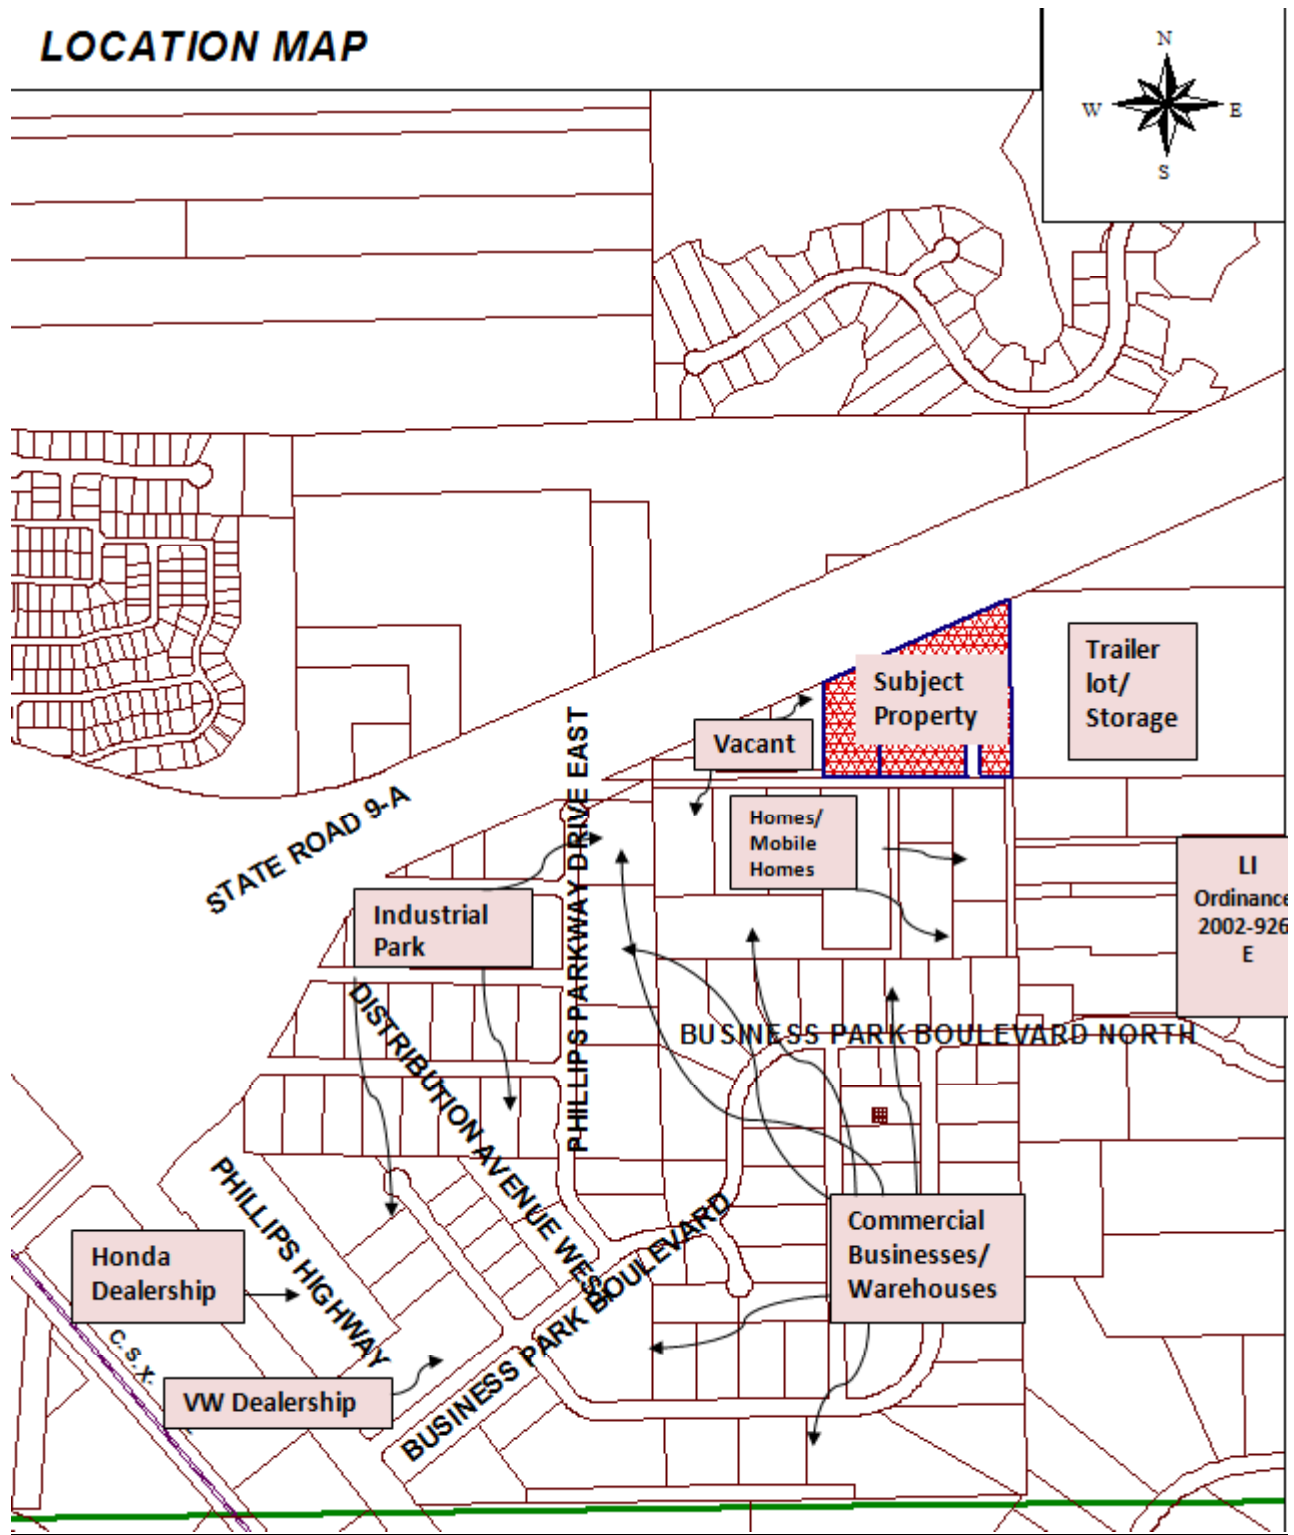 LOCATION MAP
N
W
E
S
Trailer
lot/
Storage
Subject
Property
Vacant
Homes/
Mobile
Homes
STATE ROAD 9-A
PHILLIPS PARKWAY DRIVE EAST
LI
Ordinance
2002-926
E
Industrial
Park
DISTRIBUTION AVENUE WEST
BUSINESS PARK BOULEVARD NORTH
PHILLIPS HIGHWAY
BUSINESS PARK BOULEVARD
Commercial
Businesses/
Warehouses
Honda
Dealership
C.S.X.
VW Dealership